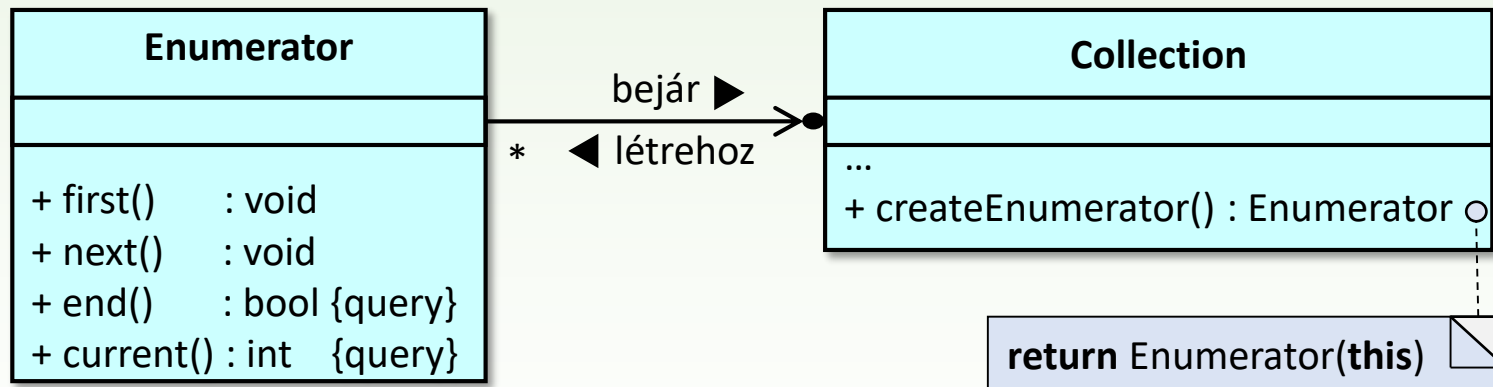 Enumerator
+ first() : void
+ next() : void
+ end() : bool {query}
+ current() : int {query}
bejár ▶
* ◀ létrehoz
Collection
...
+ createEnumerator() : Enumerator
return Enumerator(this)